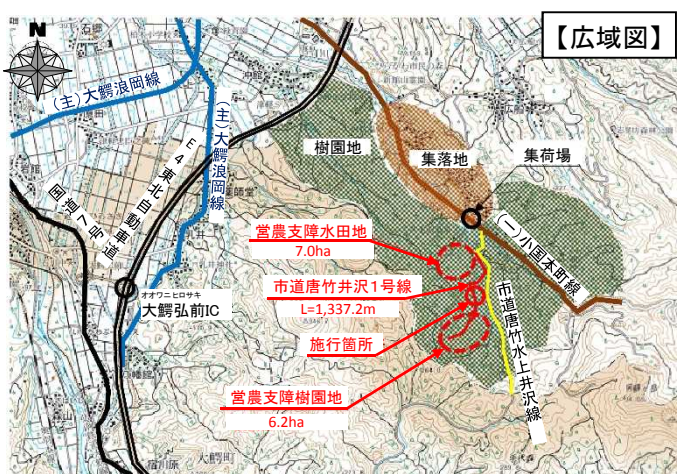 【広域図】
N
(主)大鰐浪岡線
(主)大鰐浪岡線
E4東北自動車道
国道7号
樹園地
集落地
集荷場
(一)小国本町線
営農支障水田地
7.0ha
市道唐竹井沢1号線
L=1,337.2m
オオワニヒロサキ
大鰐弘前IC
施行箇所
市道唐竹水上井沢線
営農支障樹園地
6.2ha
沖館
大鰐町